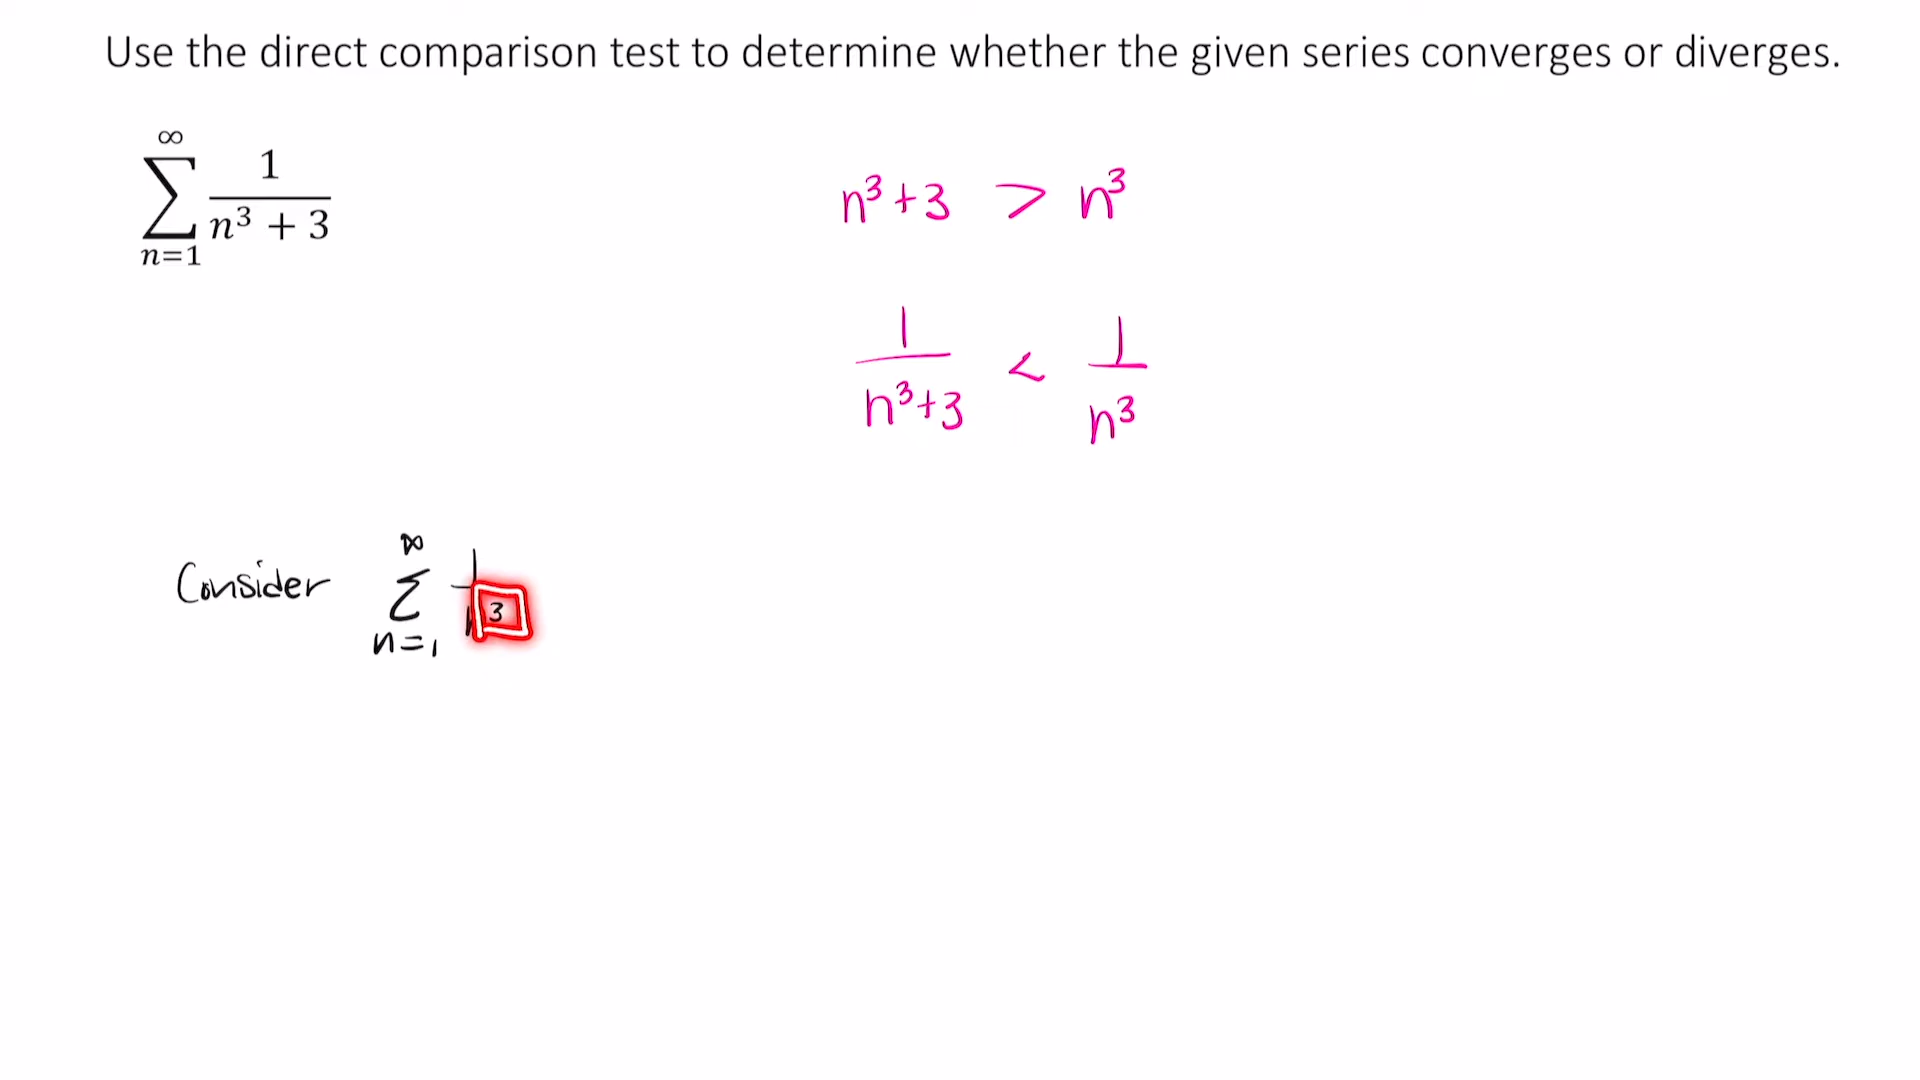 Use the direct comparison test to determine whether the given series converges or diverges.
∞
∑ 1/(n³ + 3)
n=1
n³+3 > n³
1/(n³+3) < 1/n³
Consider ∞
∑ 1/n³
n=1